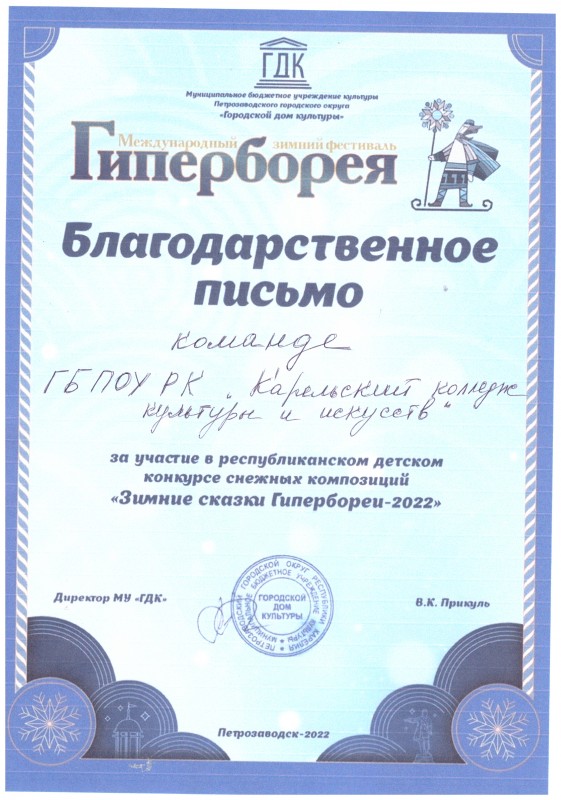 ГДК
Муниципальное бюджетное учреждение культуры
Петрозаводского городского округа
«Городской дом культуры»
Международный зимний фестиваль
Гиперборея
Благодарственное
письмо
команде
ГБПОУ РК „Карельский колледж
культуры и искусств"
за участие в республиканском детском
конкурсе снежных композиций
«Зимние сказки Гипербореи-2022»
Директор МУ «ГДК»
ГОРОДСКОЙ
ДОМ
КУЛЬТУРЫ
В.К. Прикуль
Петрозаводск-2022